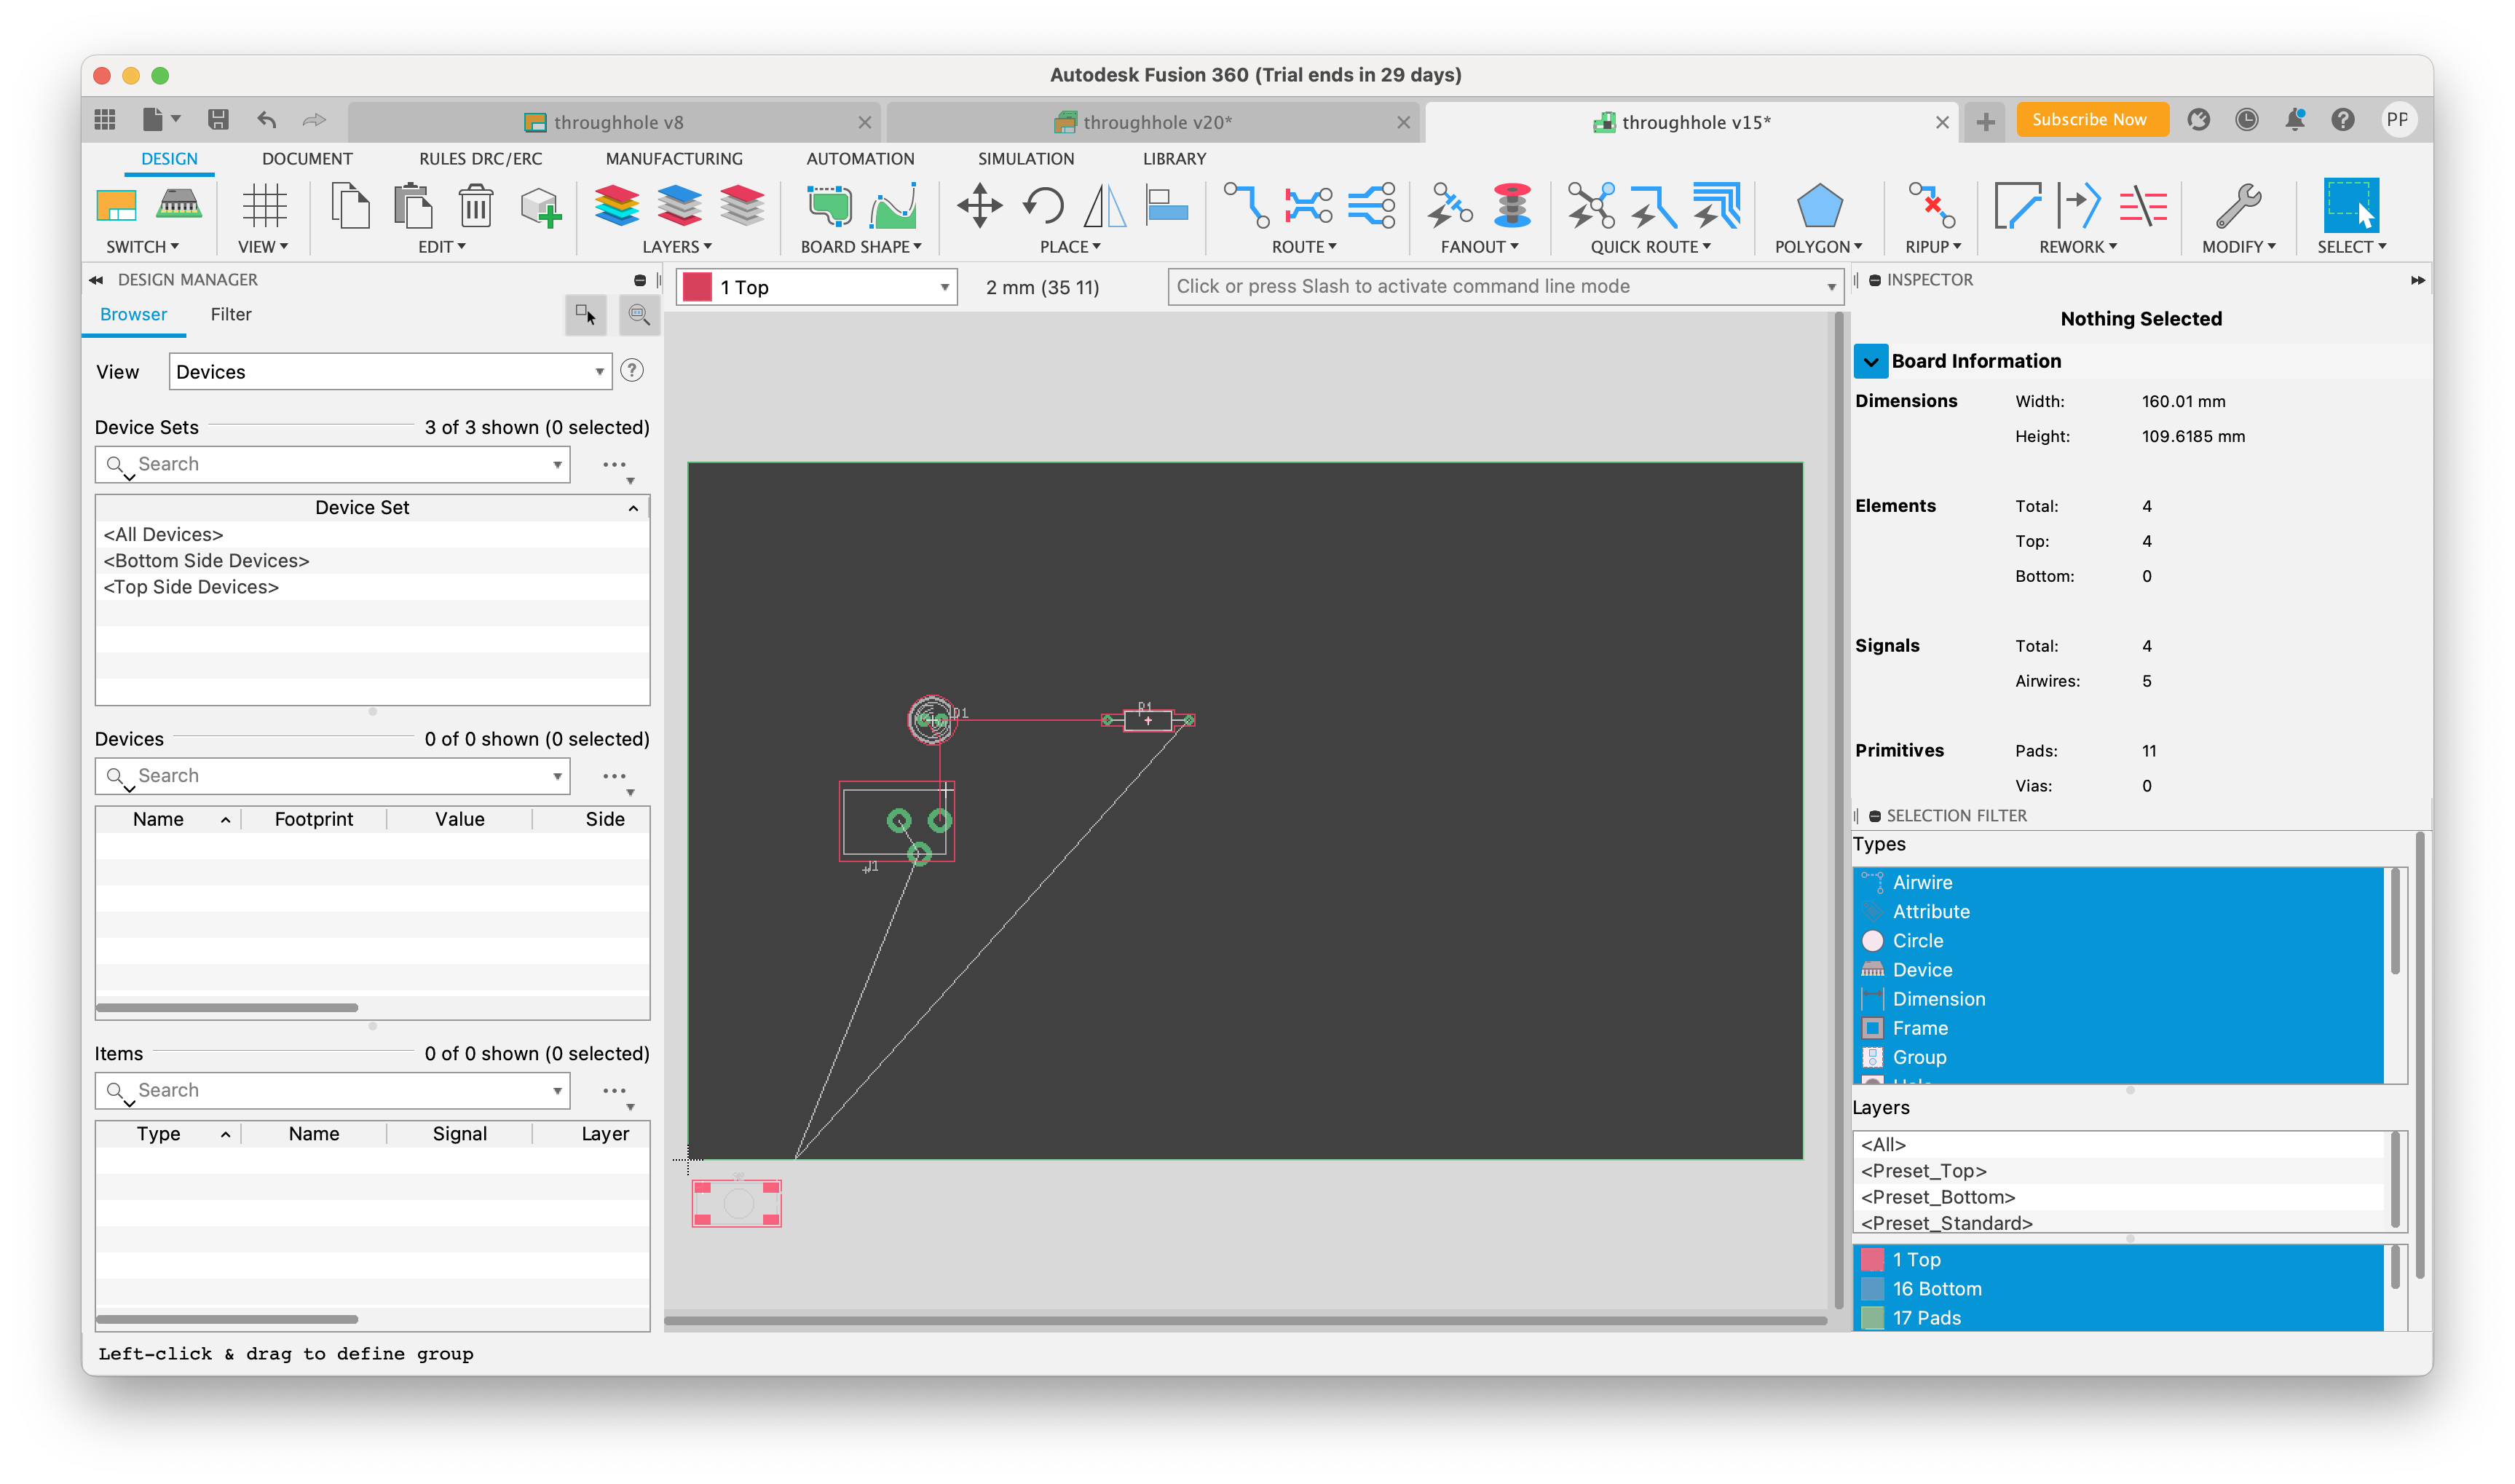 Autodesk Fusion 360 (Trial ends in 29 days)
throughhole v8
throughhole v20*
throughhole v15*
Subscribe Now
PP
DESIGN
DOCUMENT
RULES DRC/ERC
MANUFACTURING
AUTOMATION
SIMULATION
LIBRARY
SWITCH
VIEW
EDIT
LAYERS
BOARD SHAPE
PLACE
ROUTE
FANOUT
QUICK ROUTE
POLYGON
RIPUP
REWORK
MODIFY
SELECT
DESIGN MANAGER
Browser
Filter
View
Devices
Device Sets
3 of 3 shown (0 selected)
Search
Device Set
<All Devices>
<Bottom Side Devices>
<Top Side Devices>
Devices
0 of 0 shown (0 selected)
Search
Name
Footprint
Value
Side
Items
0 of 0 shown (0 selected)
Search
Type
Name
Signal
Layer
Left-click & drag to define group
1 Top
2 mm (35 11)
Click or press Slash to activate command line mode
D1
R1
J1
INSPECTOR
Nothing Selected
Board Information
Dimensions
Width: 160.01 mm
Height: 109.6185 mm
Elements
Total: 4
Top: 4
Bottom: 0
Signals
Total: 4
Airwires: 5
Primitives
Pads: 11
Vias: 0
SELECTION FILTER
Types
Airwire
Attribute
Circle
Device
Dimension
Frame
Group
Layers
<All>
<Preset_Top>
<Preset_Bottom>
<Preset_Standard>
1 Top
16 Bottom
17 Pads